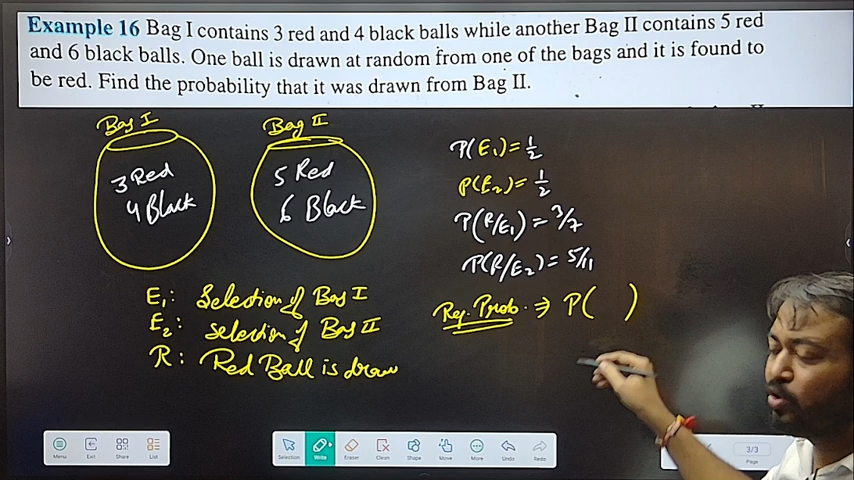 Example 16 Bag I contains 3 red and 4 black balls while another Bag II contains 5 red
and 6 black balls. One ball is drawn at random from one of the bags and it is found to
be red. Find the probability that it was drawn from Bag II.
Bag I
3 Red
4 Black
Bag II
5 Red
6 Black
E₁: Selection of Bag I
E₂: Selection of Bag II
R: Red Ball is draw
P(E₁)=1/2
P(E₂)=1/2
P(R/E₁)=3/7
P(R/E₂)=5/11
Req. Prob. ⇒ P( )
Menu
Exit
Share
List
Selection
Write
Eraser
Clean
Shape
Move
More
Undo
Redo
3/3
Page